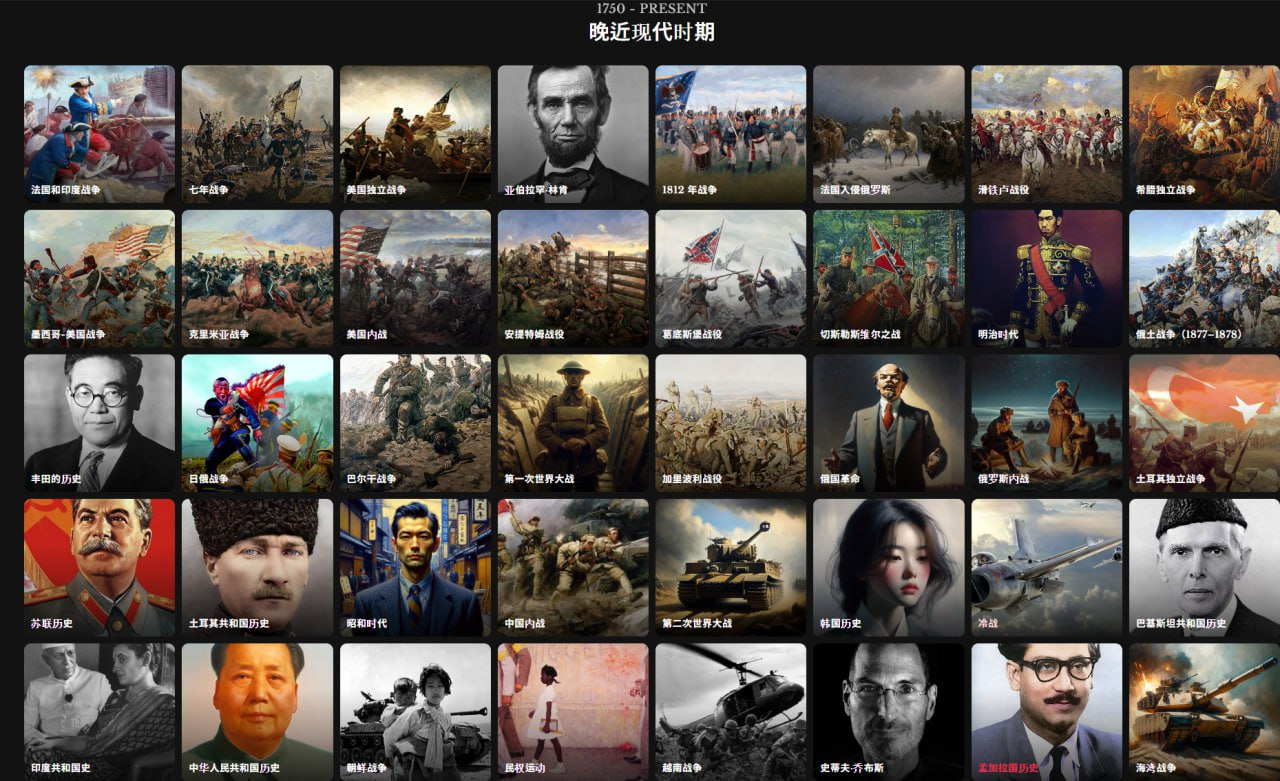 1750 - PRESENT
晚近现代时期
法国和印度战争
七年战争
美国独立战争
亚伯拉罕·林肯
1812 年战争
法国入侵俄罗斯
滑铁卢战役
希腊独立战争
墨西哥-美国战争
克里米亚战争
美国内战
安提特姆战役
葛底斯堡战役
切斯勒斯维尔之战
明治时代
俄土战争（1877–1878）
丰田的历史
日俄战争
巴尔干战争
第一次世界大战
加里波利战役
俄国革命
俄罗斯内战
土耳其独立战争
苏联历史
土耳其共和国历史
昭和时代
中国内战
第二次世界大战
韩国历史
冷战
巴基斯坦共和国历史
印度共和国史
中华人民共和国历史
朝鲜战争
民权运动
越南战争
史蒂夫·乔布斯
孟加拉国历史
海湾战争